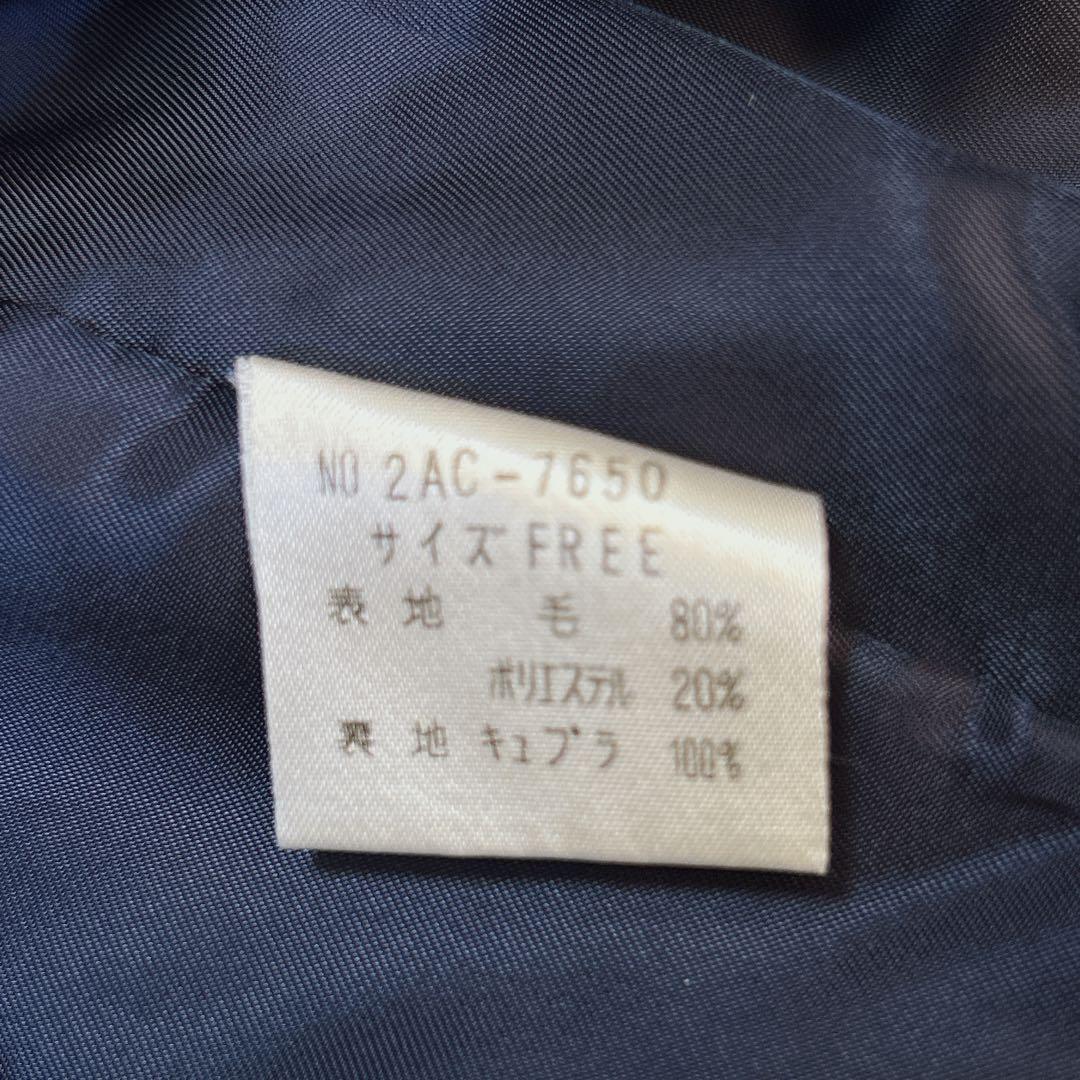 NO 2AC-7650
サイズ FREE
表地 毛 80%
ポリエステル 20%
裏地 キュプラ 100%